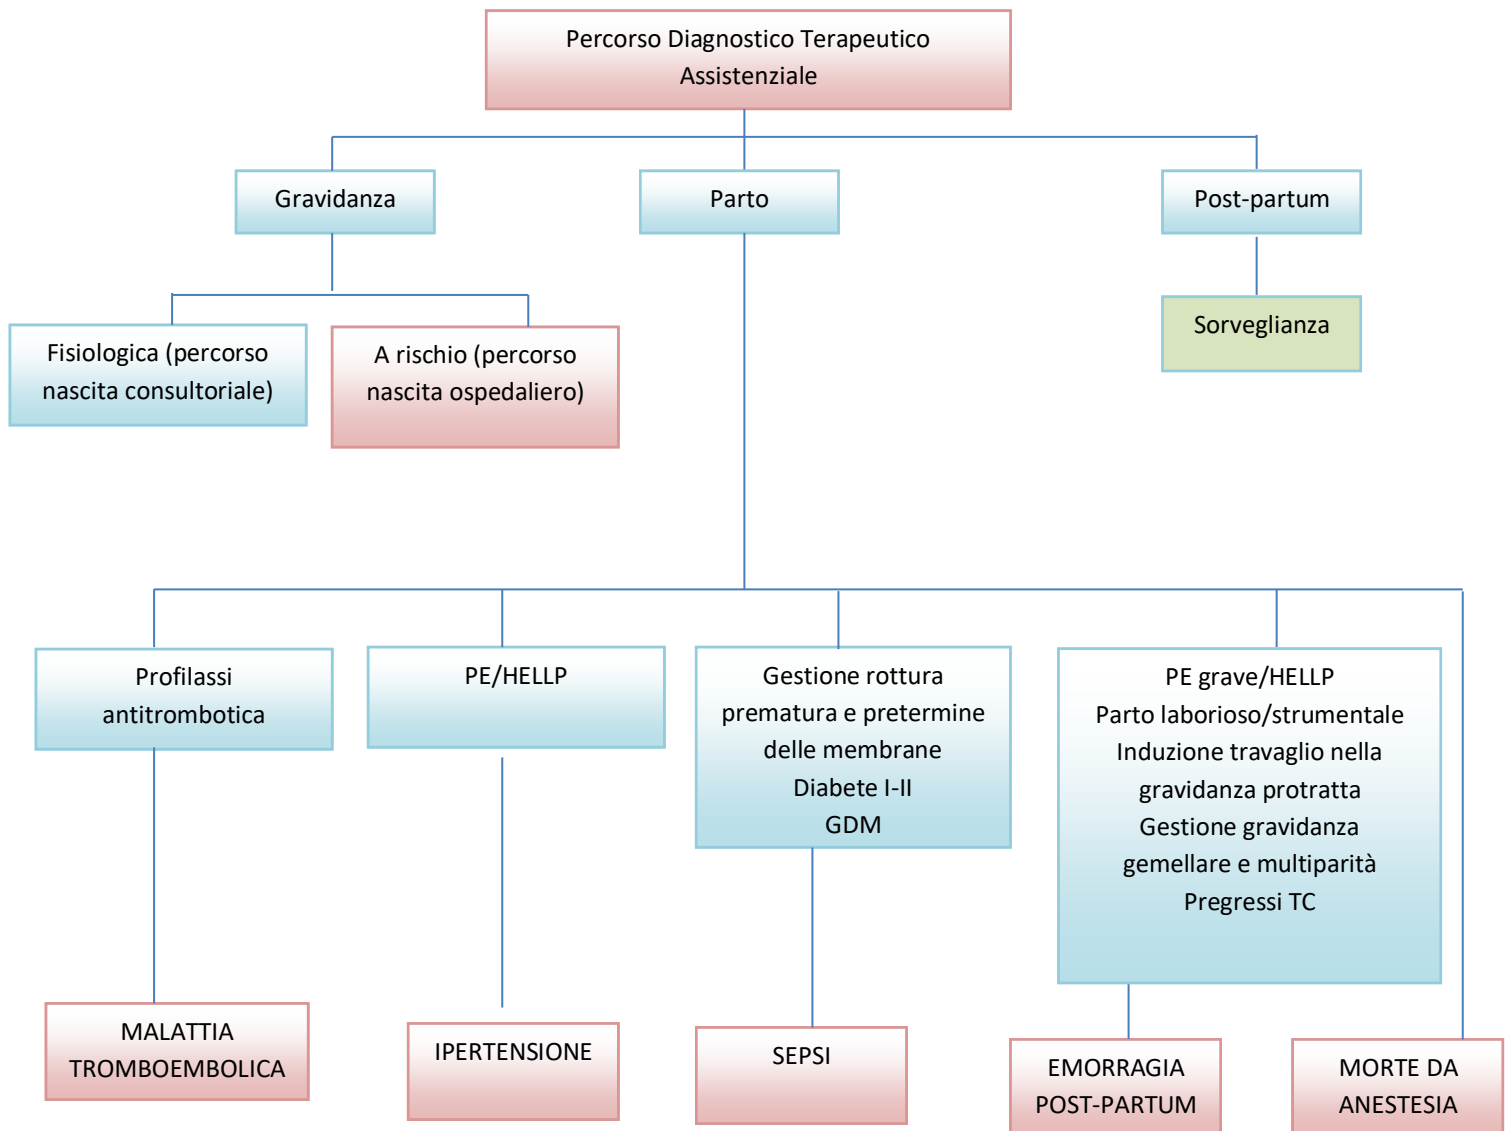 Percorso Diagnostico Terapeutico
Assistenziale
Gravidanza
Parto
Post-partum
Fisiologica (percorso
nascita consultoriale)
A rischio (percorso
nascita ospedaliero)
Sorveglianza
Profilassi
antitrombotica
PE/HELLP
Gestione rottura
prematura e pretermine
delle membrane
Diabete I-II
GDM
PE grave/HELLP
Parto laborioso/strumentale
Induzione travaglio nella
gravidanza protratta
Gestione gravidanza
gemellare e multiparità
Pregressi TC
MALATTIA
TROMBOEMBOLICA
IPERTENSIONE
SEPSI
EMORRAGIA
POST-PARTUM
MORTE DA
ANESTESIA